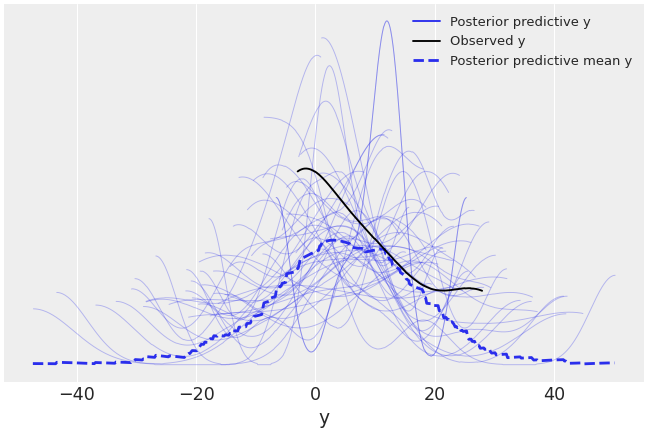 Posterior predictive y
Observed y
Posterior predictive mean y
−40 −20 0 20 40
y